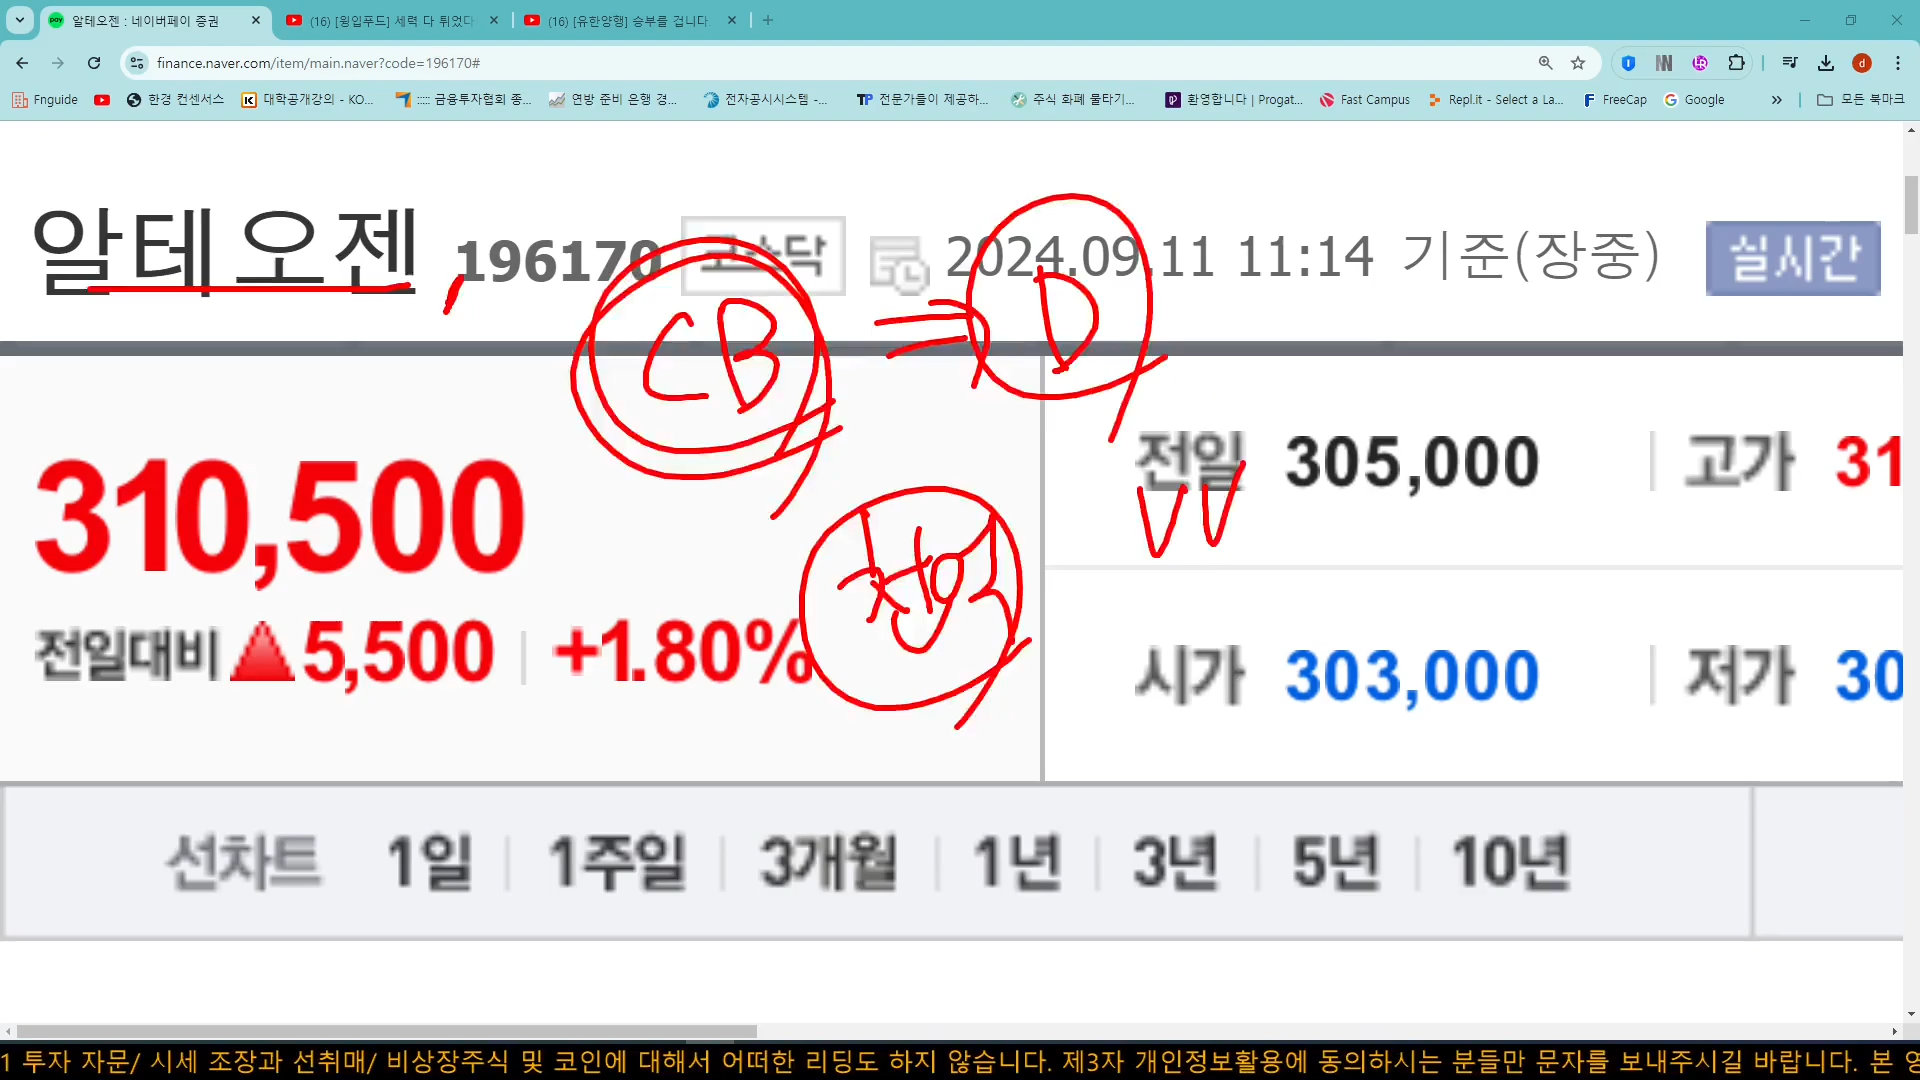 알테오젠 : 네이버페이 증권
(16) [윙입푸드] 세력 다 튀었다
(16) [유한양행] 승부를 겁니다.
finance.naver.com/item/main.naver?code=196170#
Fnguide 한경 컨센서스 대학공개강의 - KO... ::::: 금융투자협회 종... 연방 준비 은행 경... 전자공시시스템 -... 전문가들이 제공하... 주식 화폐 물타기... 환영합니다 | Progat... Fast Campus Repl.it - Select a La... FreeCap Google » 모든 북마크
알테오젠 196170 코스닥 2024.09.11 11:14 기준(장중) 실시간
CB = D
310,500
전일대비 ▲5,500 +1.80%
전일 305,000 고가 31
시가 303,000 저가 30
선차트 1일 1주일 3개월 1년 3년 5년 10년
1 투자 자문/ 시세 조장과 선취매/ 비상장주식 및 코인에 대해서 어떠한 리딩도 하지 않습니다. 제3자 개인정보활용에 동의하시는 분들만 문자를 보내주시길 바랍니다. 본 영